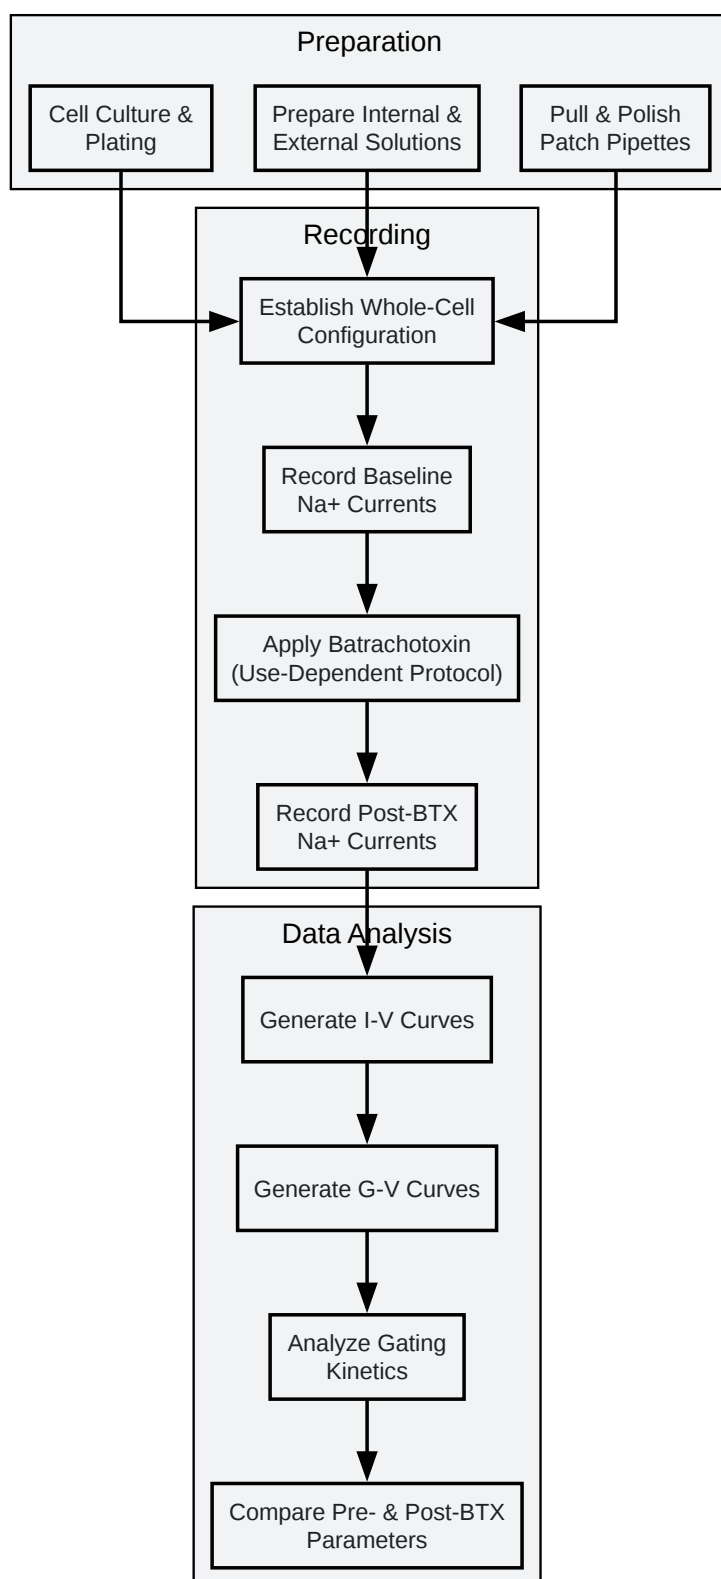 Preparation
Cell Culture &
Plating
Prepare Internal &
External Solutions
Pull & Polish
Patch Pipettes
Recording
Establish Whole-Cell
Configuration
Record Baseline
Na+ Currents
Apply Batrachotoxin
(Use-Dependent Protocol)
Record Post-BTX
Na+ Currents
Data Analysis
Generate I-V Curves
Generate G-V Curves
Analyze Gating
Kinetics
Compare Pre- & Post-BTX
Parameters